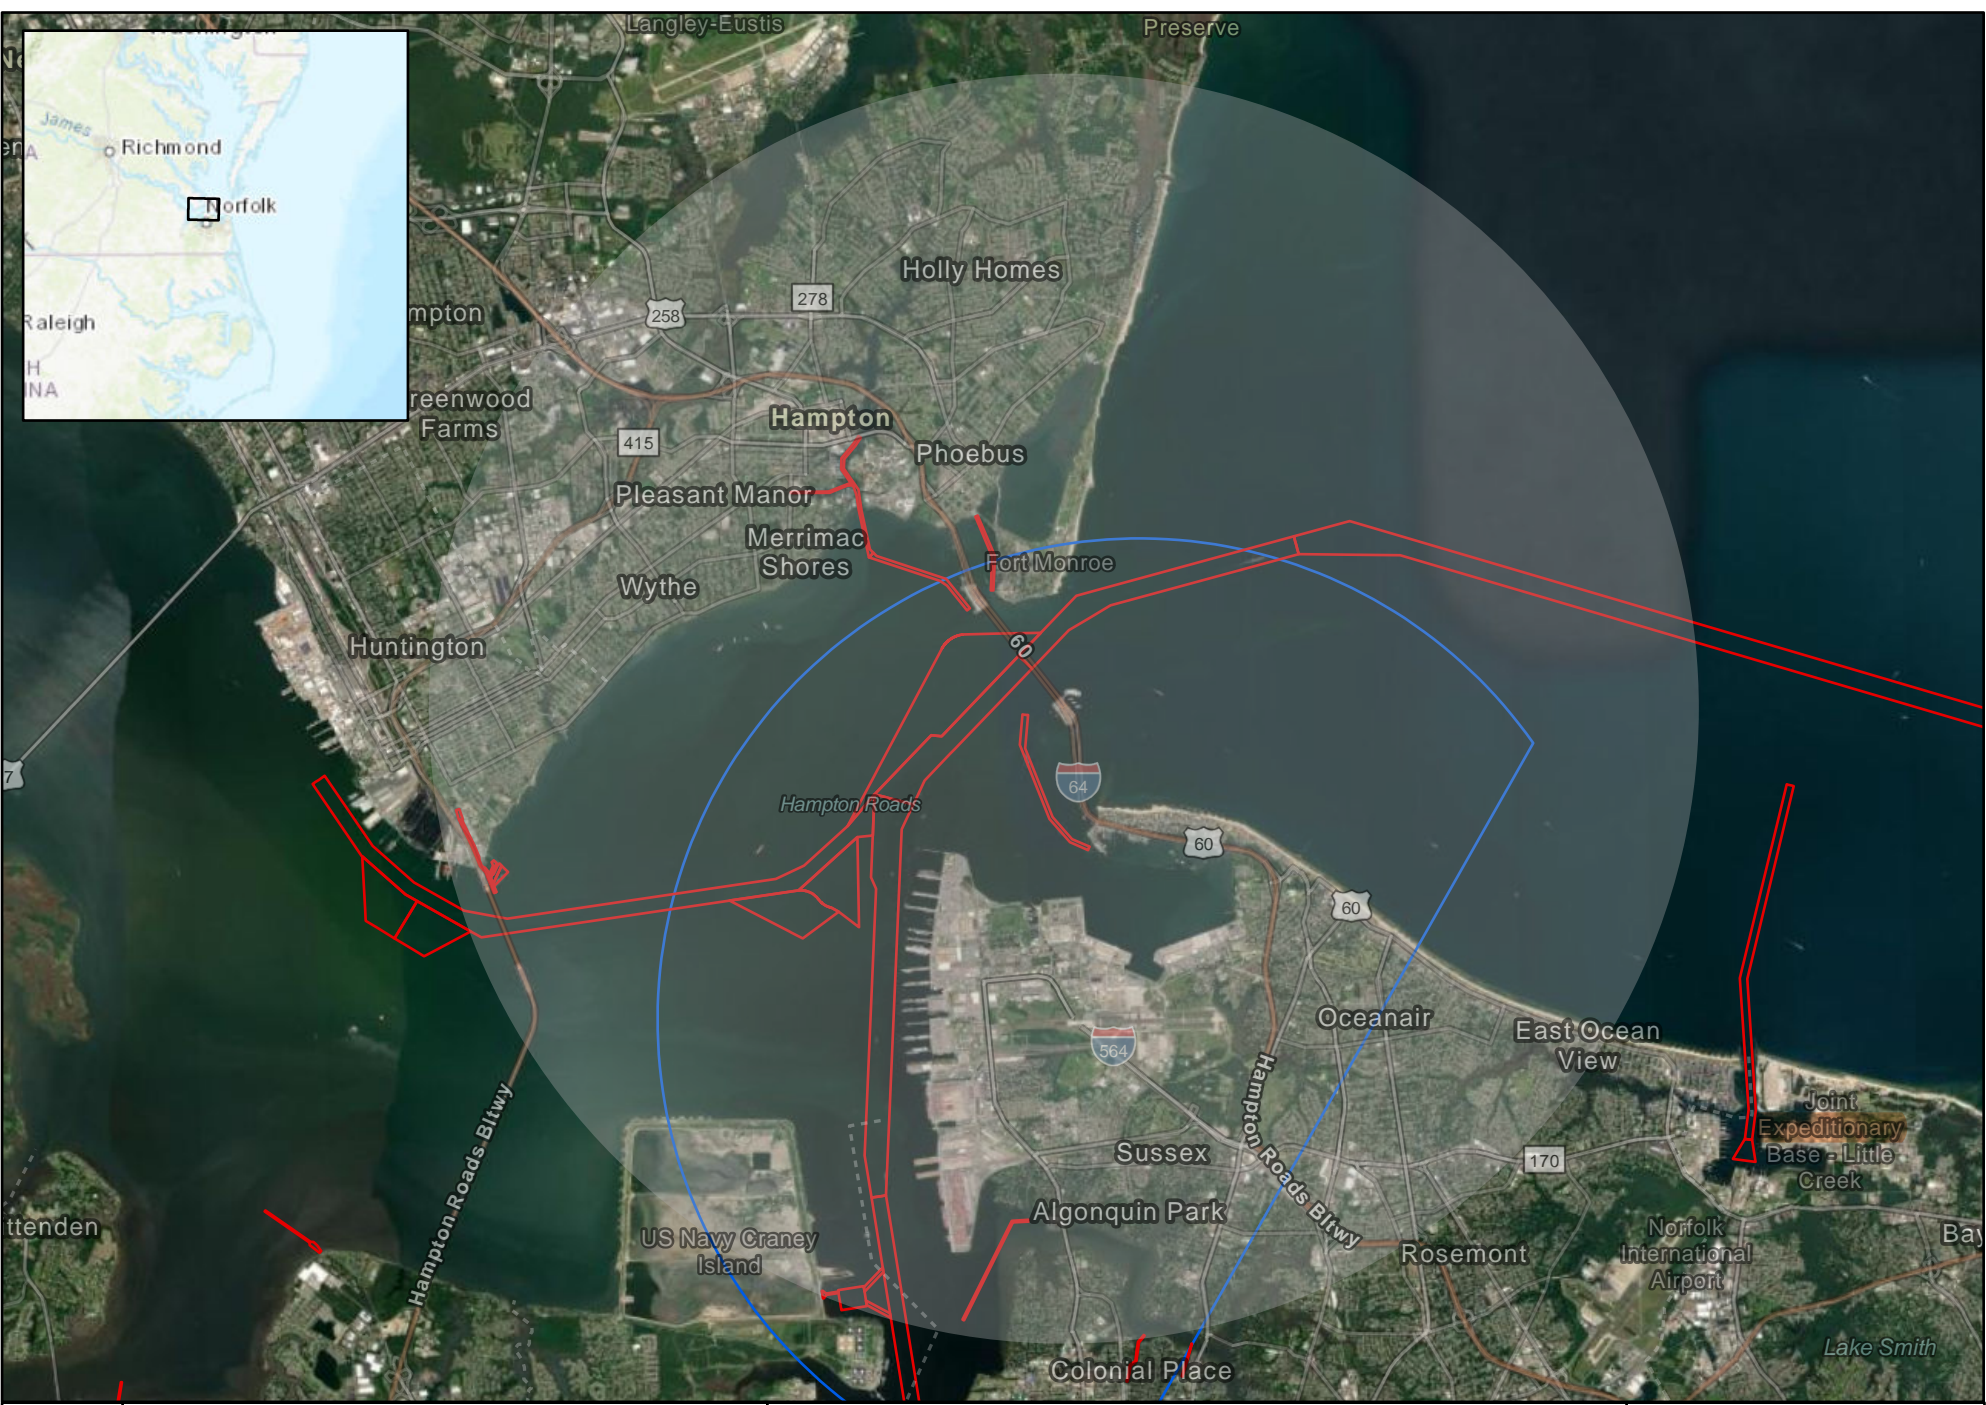 Langley-Eustis
Preserve
James
Richmond
Norfolk
Raleigh
H
INA
A
Holly Homes
278
258
mpton
reenwood
Farms
Hampton
415
Phoebus
Pleasant Manor
Merrimac
Shores
Fort Monroe
Wythe
Huntington
60
7
64
Hampton Roads
60
60
Oceanair
East Ocean
View
564
Hampton Roads Bltwy
Hampton Roads Bltwy
Joint
Expeditionary
Base - Little
Creek
Sussex
170
Algonquin Park
ittenden
US Navy Craney
Island
Rosemont
Norfolk
International
Airport
Bay
Lake Smith
Colonial Place